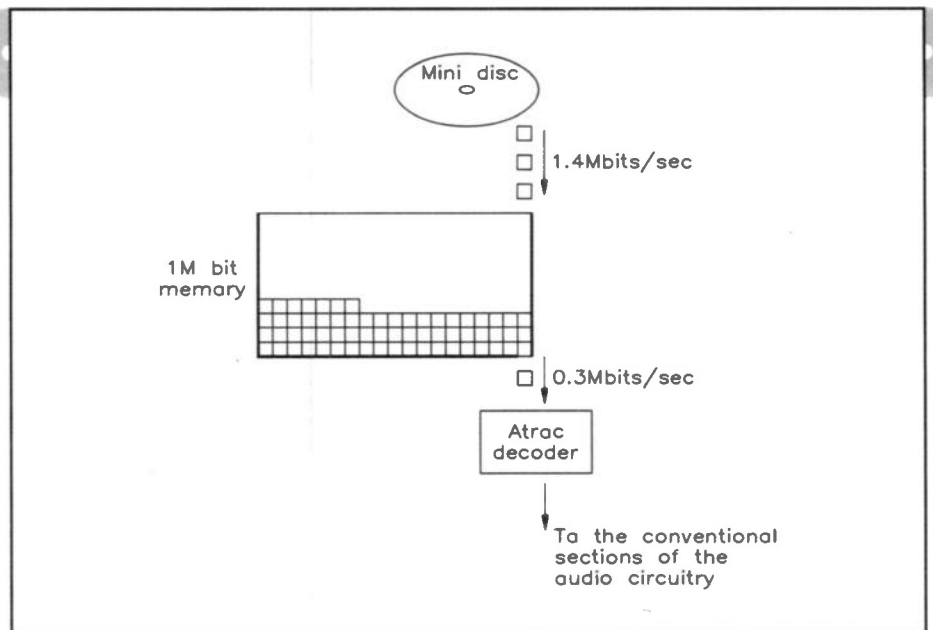 Mini disc
1.4Mbits/sec
1M bit
memory
0.3Mbits/sec
Atrac
decoder
Ta the conventional
sections of the
audio circuitry